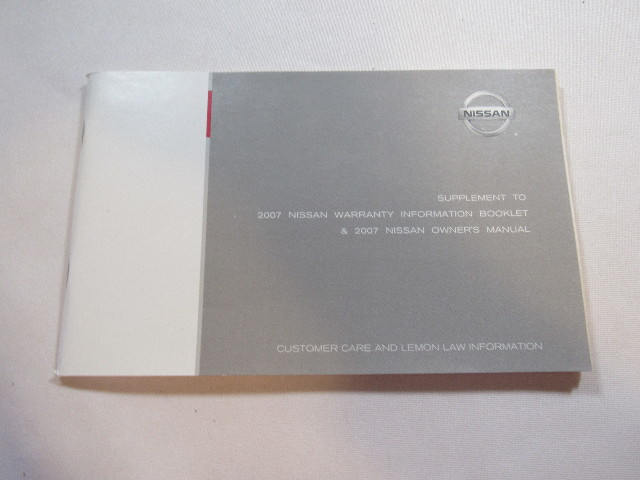 NISSAN
SUPPLEMENT TO
2007 NISSAN WARRANTY INFORMATION BOOKLET
& 2007 NISSAN OWNER'S MANUAL
CUSTOMER CARE AND LEMON LAW INFORMATION